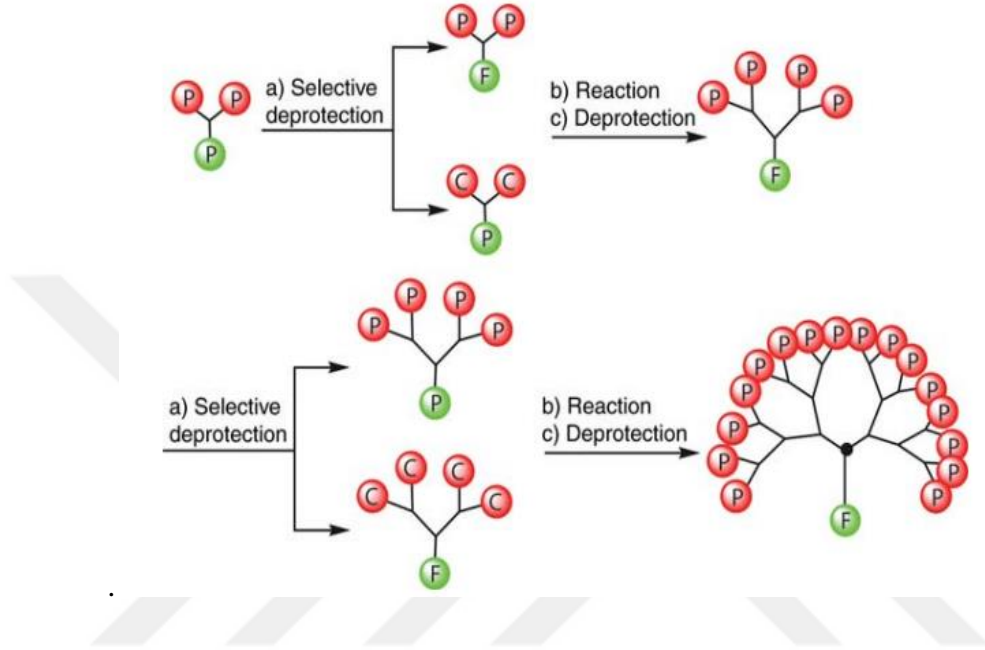 P P
P
a) Selective
deprotection
P P
F
C C
P
b) Reaction
c) Deprotection
P P P P
F
a) Selective
deprotection
P P P P
P
C C C C
F
b) Reaction
c) Deprotection
P P P P P P P P P P P P P P P P
F
.